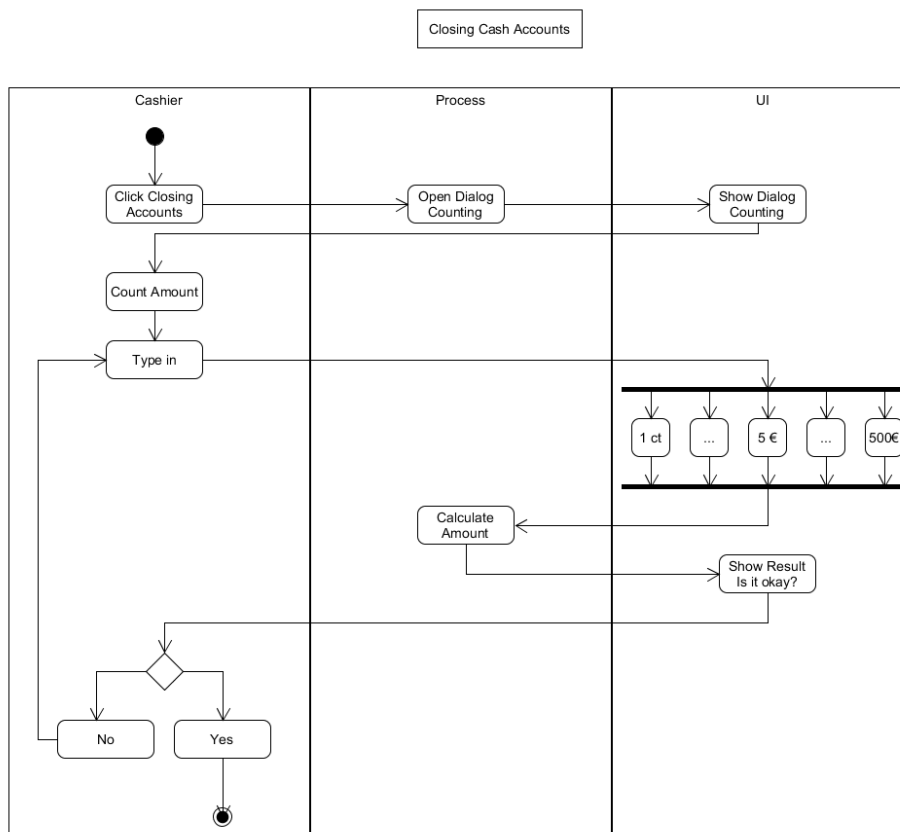 Closing Cash Accounts
Cashier
Process
UI
Click Closing
Accounts
Open Dialog
Counting
Show Dialog
Counting
Count Amount
Type in
1 ct
...
5 €
...
500€
Calculate
Amount
Show Result
Is it okay?
No
Yes